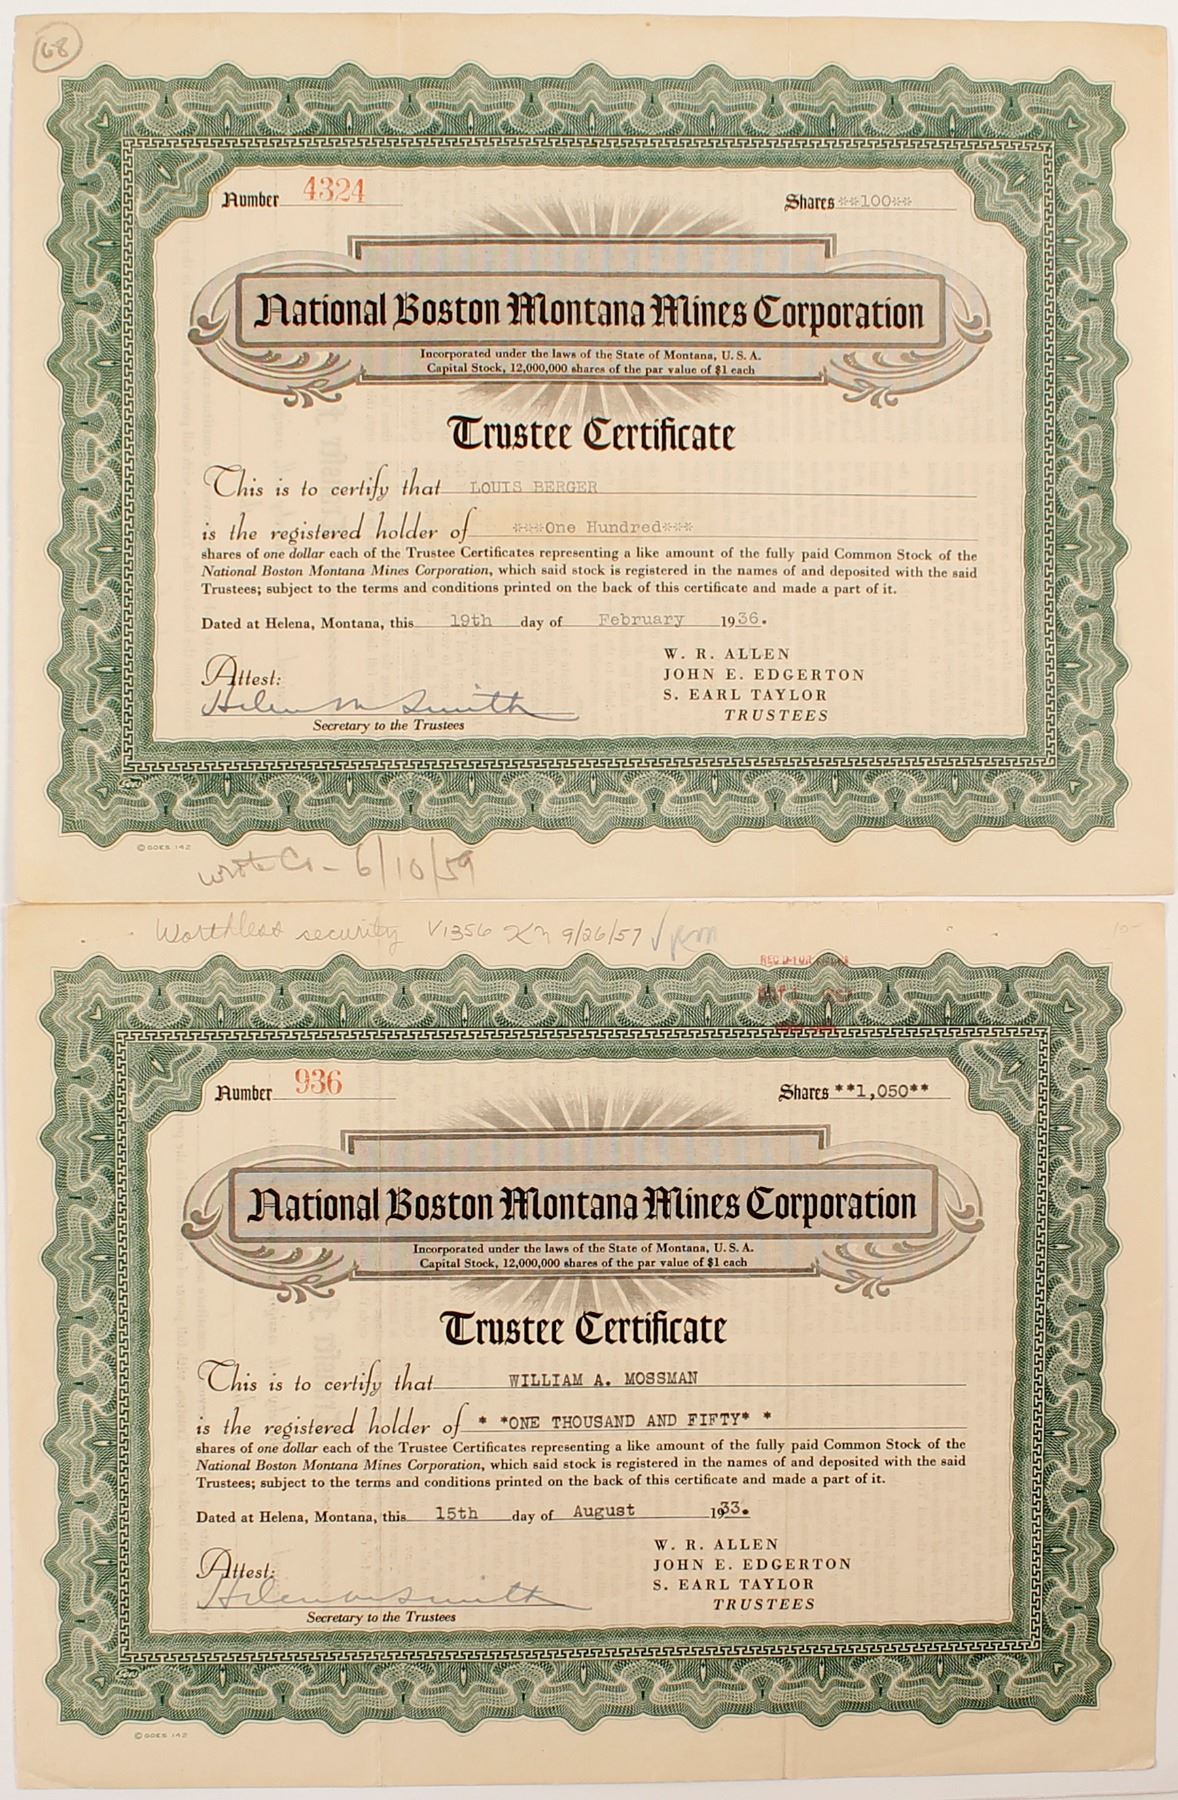 68
Number 4324 Shares **100**
National Boston Montana Mines Corporation
Incorporated under the laws of the State of Montana, U. S. A.
Capital Stock, 12,000,000 shares of the par value of $1 each
Trustee Certificate
This is to certify that LOUIS BERGER
is the registered holder of ***One Hundred***
shares of one dollar each of the Trustee Certificates representing a like amount of the fully paid Common Stock of the
National Boston Montana Mines Corporation, which said stock is registered in the names of and deposited with the said
Trustees; subject to the terms and conditions printed on the back of this certificate and made a part of it.
Dated at Helena, Montana, this 19th day of February 1936.
W. R. ALLEN
JOHN E. EDGERTON
S. EARL TAYLOR
TRUSTEES
Attest:
Helen M Smith
Secretary to the Trustees
© GOES 142
wrote Co - 6/10/59
Worthless security V1356 9/26/57
Number 936 Shares **1,050**
National Boston Montana Mines Corporation
Incorporated under the laws of the State of Montana, U. S. A.
Capital Stock, 12,000,000 shares of the par value of $1 each
Trustee Certificate
This is to certify that WILLIAM A. MOSSMAN
is the registered holder of * *ONE THOUSAND AND FIFTY* *
shares of one dollar each of the Trustee Certificates representing a like amount of the fully paid Common Stock of the
National Boston Montana Mines Corporation, which said stock is registered in the names of and deposited with the said
Trustees; subject to the terms and conditions printed on the back of this certificate and made a part of it.
Dated at Helena, Montana, this 15th day of August 1933.
W. R. ALLEN
JOHN E. EDGERTON
S. EARL TAYLOR
TRUSTEES
Attest:
Helen M Smith
Secretary to the Trustees
© GOES 142